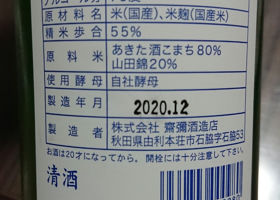 原材料名 米(国産)、米麹(国産米)
精米歩合 55%
原料米 あきた酒こまち80%
山田錦20%
使用酵母 自社酵母
製造年月 2020.12
製造者 株式会社 齋彌酒造店
秋田県由利本荘市石脇字石脇53
お酒は20才になってから。 開栓には十分注意して下さい。
清酒